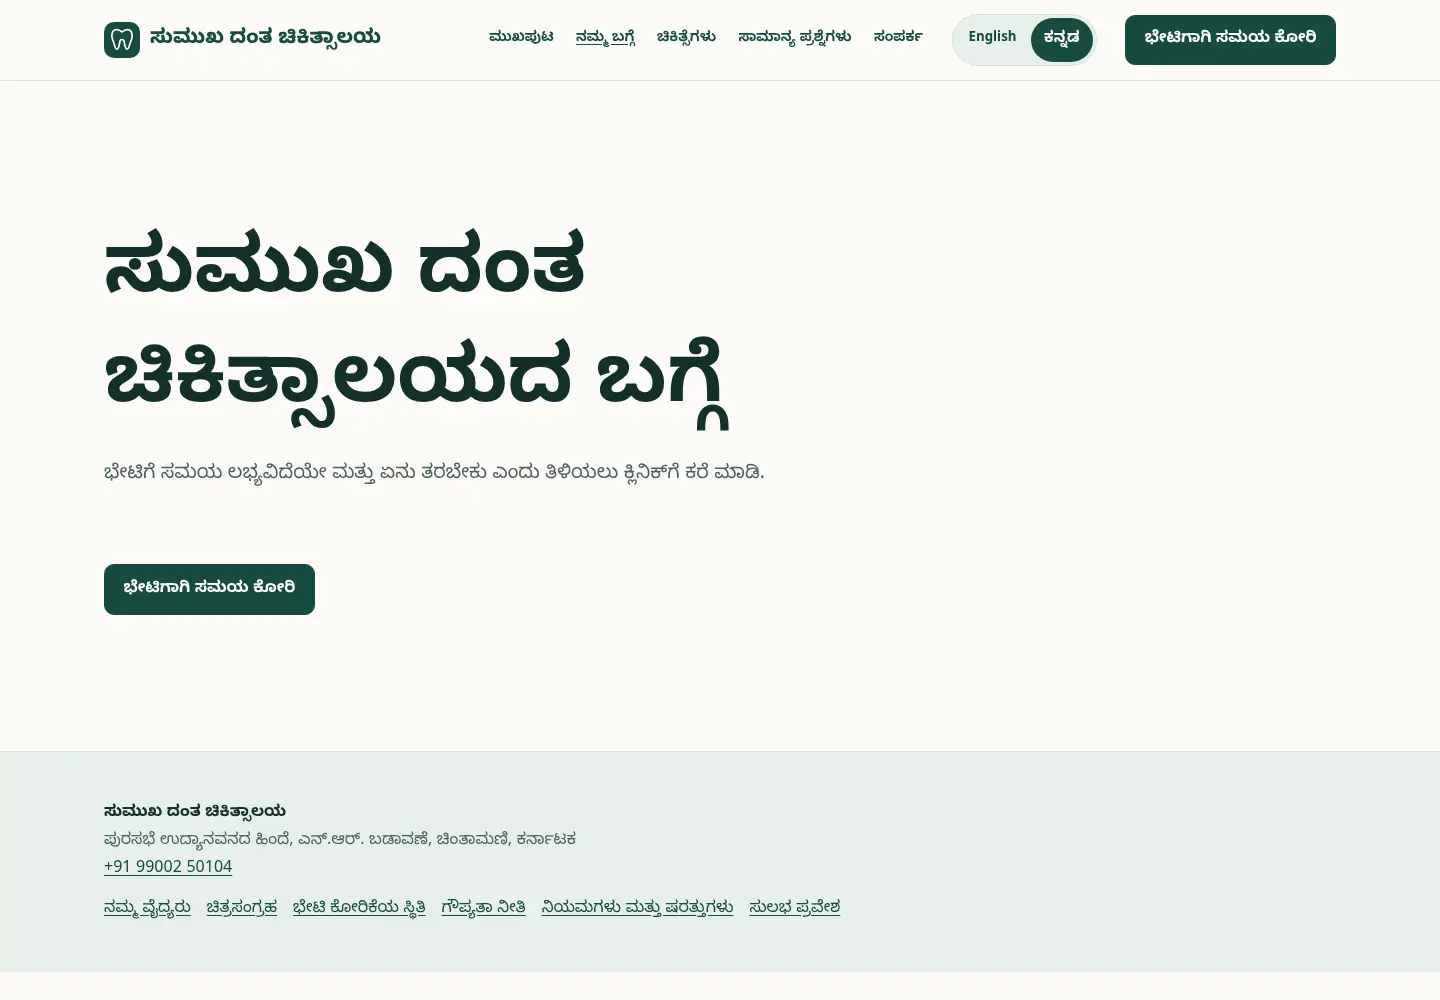 ಸುಮುಖ ದಂತ ಚಿಕಿತ್ಸಾಲಯ
ಮುಖಪುಟ ನಮ್ಮ ಬಗ್ಗೆ ಚಿಕಿತ್ಸೆಗಳು ಸಾಮಾನ್ಯ ಪ್ರಶ್ನೆಗಳು ಸಂಪರ್ಕ English ಕನ್ನಡ ಭೇಟಿಗಾಗಿ ಸಮಯ ಕೋರಿ
ಸುಮುಖ ದಂತ
ಚಿಕಿತ್ಸಾಲಯದ ಬಗ್ಗೆ
ಭೇಟಿಗೆ ಸಮಯ ಲಭ್ಯವಿದೆಯೇ ಮತ್ತು ಏನು ತರಬೇಕು ಎಂದು ತಿಳಿಯಲು ಕ್ಲಿನಿಕ್‌ಗೆ ಕರೆ ಮಾಡಿ.
ಭೇಟಿಗಾಗಿ ಸಮಯ ಕೋರಿ
ಸುಮುಖ ದಂತ ಚಿಕಿತ್ಸಾಲಯ
ಪುರಸಭೆ ಉದ್ಯಾನವನದ ಹಿಂದೆ, ಎನ್.ಆರ್. ಬಡಾವಣೆ, ಚಿಂತಾಮಣಿ, ಕರ್ನಾಟಕ
+91 99002 50104
ನಮ್ಮ ವೈದ್ಯರು ಚಿತ್ರಸಂಗ್ರಹ ಭೇಟಿ ಕೋರಿಕೆಯ ಸ್ಥಿತಿ ಗೌಪ್ಯತಾ ನೀತಿ ನಿಯಮಗಳು ಮತ್ತು ಷರತ್ತುಗಳು ಸುಲಭ ಪ್ರವೇಶ